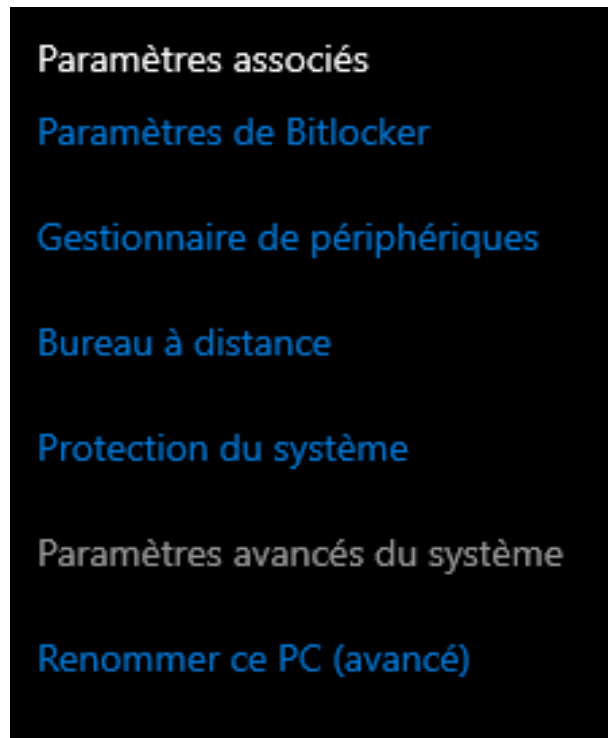 Paramètres associés
Paramètres de Bitlocker
Gestionnaire de périphériques
Bureau à distance
Protection du système
Paramètres avancés du système
Renommer ce PC (avancé)